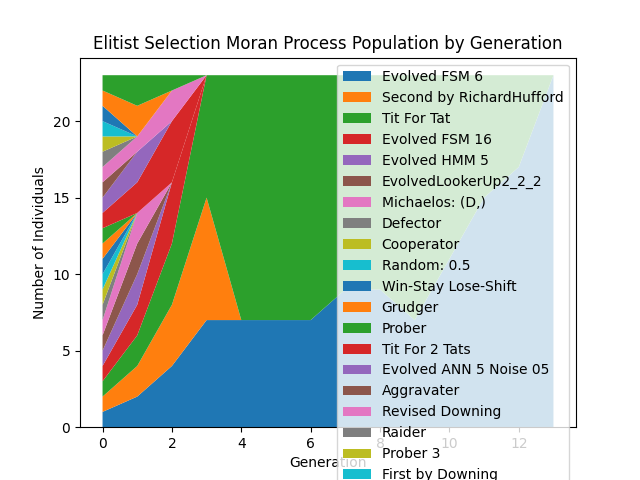 Elitist Selection Moran Process Population by Generation
Number of Individuals
20
15
10
5
0
0 2 4 6 8 10 12
Generation
Evolved FSM 6
Second by RichardHufford
Tit For Tat
Evolved FSM 16
Evolved HMM 5
EvolvedLookerUp2_2_2
Michaelos: (D,)
Defector
Cooperator
Random: 0.5
Win-Stay Lose-Shift
Grudger
Prober
Tit For 2 Tats
Evolved ANN 5 Noise 05
Aggravater
Revised Downing
Raider
Prober 3
First by Downing